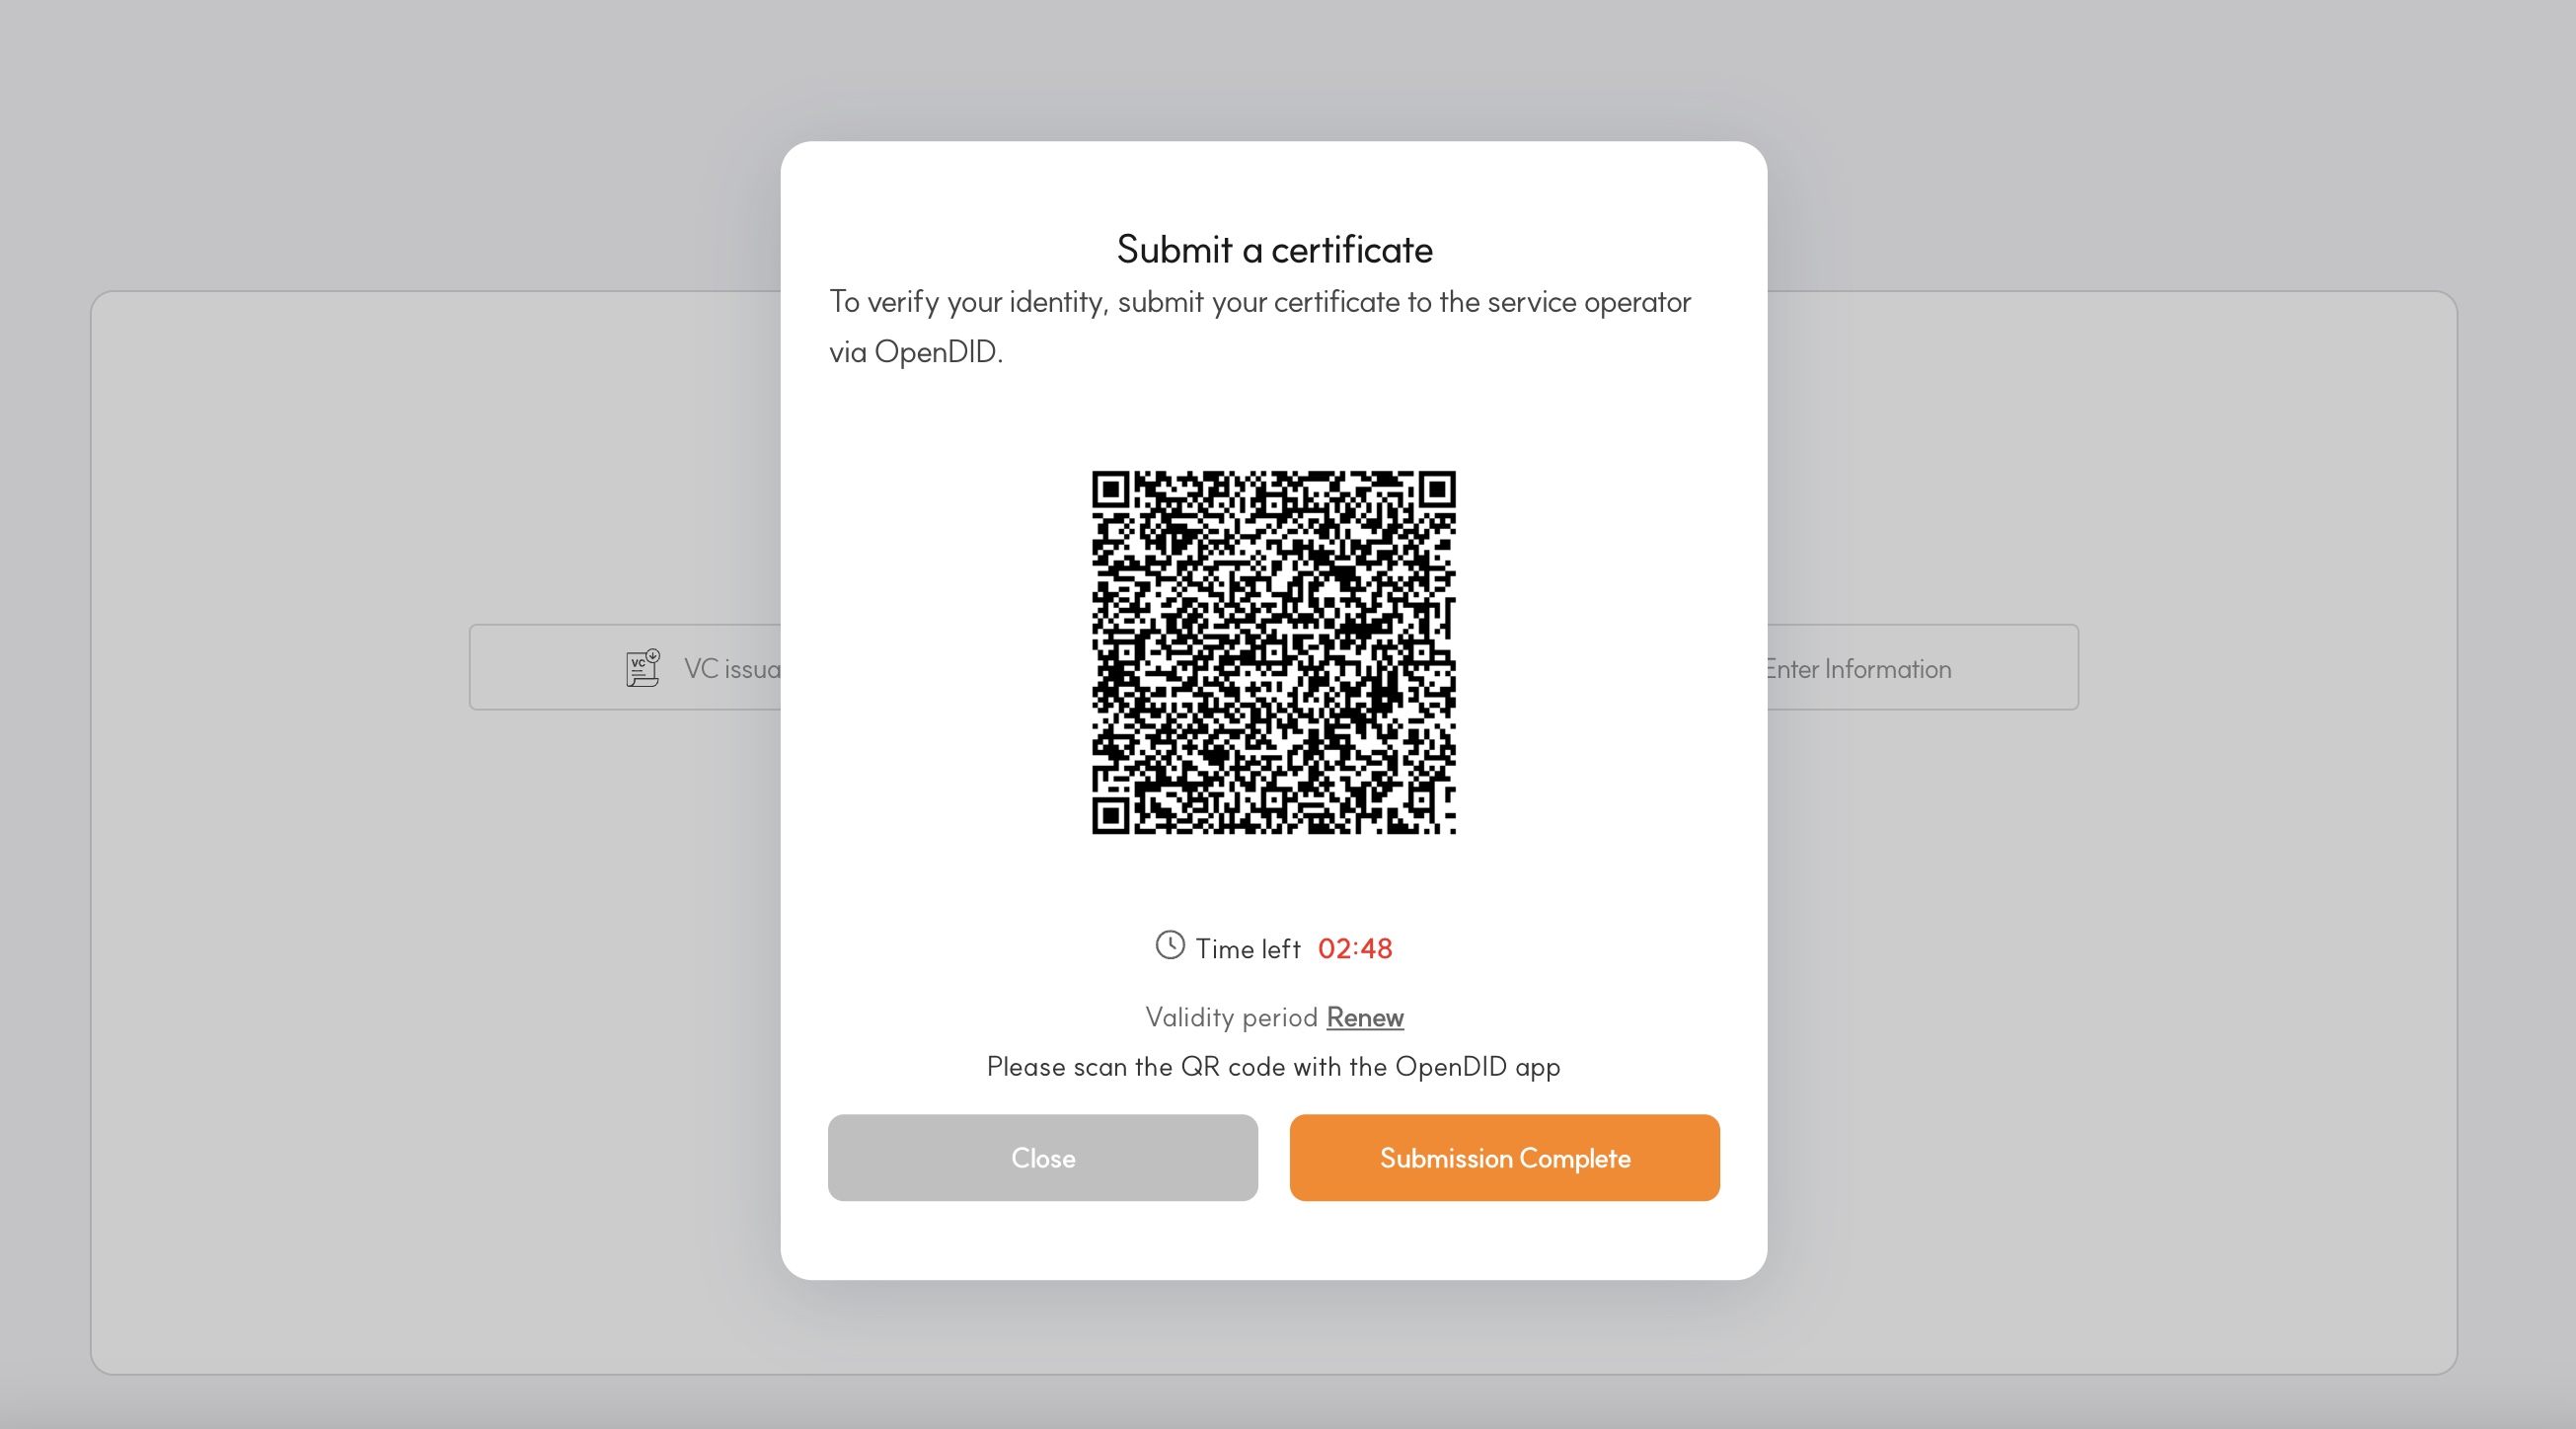 Submit a certificate
To verify your identity, submit your certificate to the service operator
via OpenDID.
VC
VC issua
Enter Information
Time left 02:48
Validity period Renew
Please scan the QR code with the OpenDID app
Close
Submission Complete